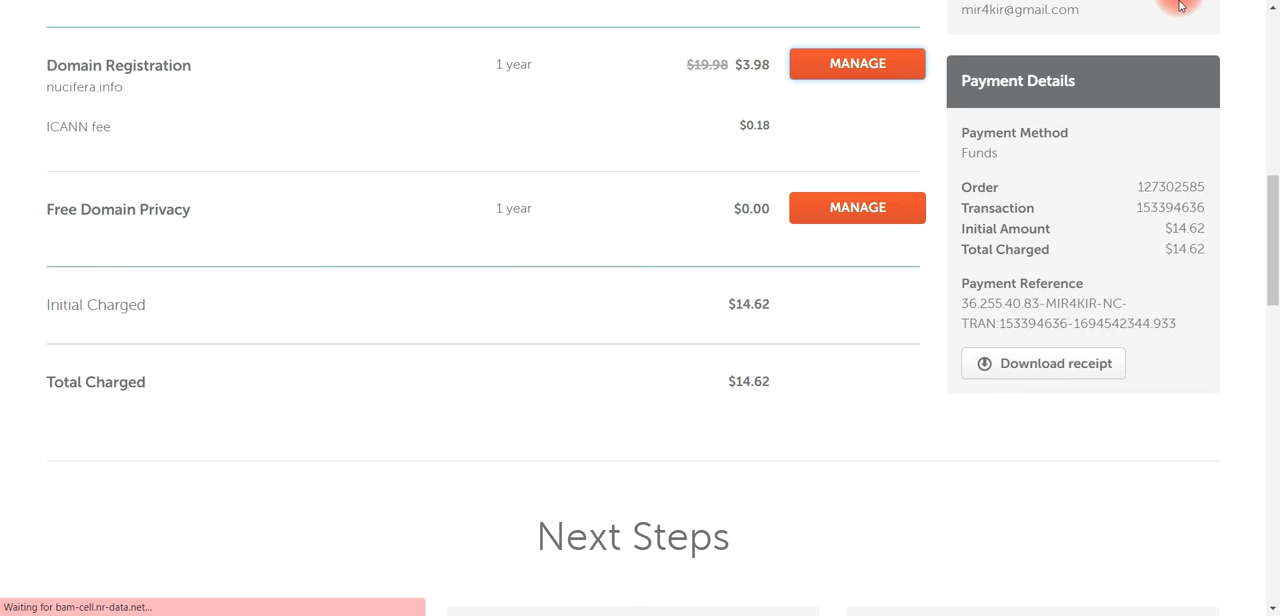 mir4kir@gmail.com
Domain Registration 1 year $19.98 $3.98 MANAGE
nucifera.info
ICANN fee $0.18
Free Domain Privacy 1 year $0.00 MANAGE
Initial Charged $14.62
Total Charged $14.62
Payment Details
Payment Method
Funds
Order 127302585
Transaction 153394636
Initial Amount $14.62
Total Charged $14.62
Payment Reference
36.255.40.83-MIR4KIR-NC-
TRAN:153394636-1694542344.933
Download receipt
Next Steps
Waiting for bam-cell.nr-data.net...